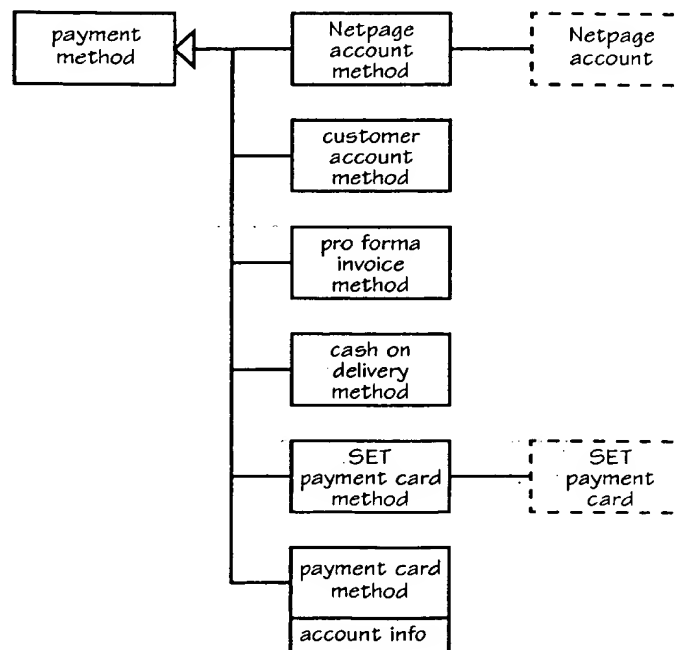 payment
method
Netpage
account
method
Netpage
account
customer
account
method
pro forma
invoice
method
cash on
delivery
method
SET
payment card
method
SET
payment
card
payment card
method
account info